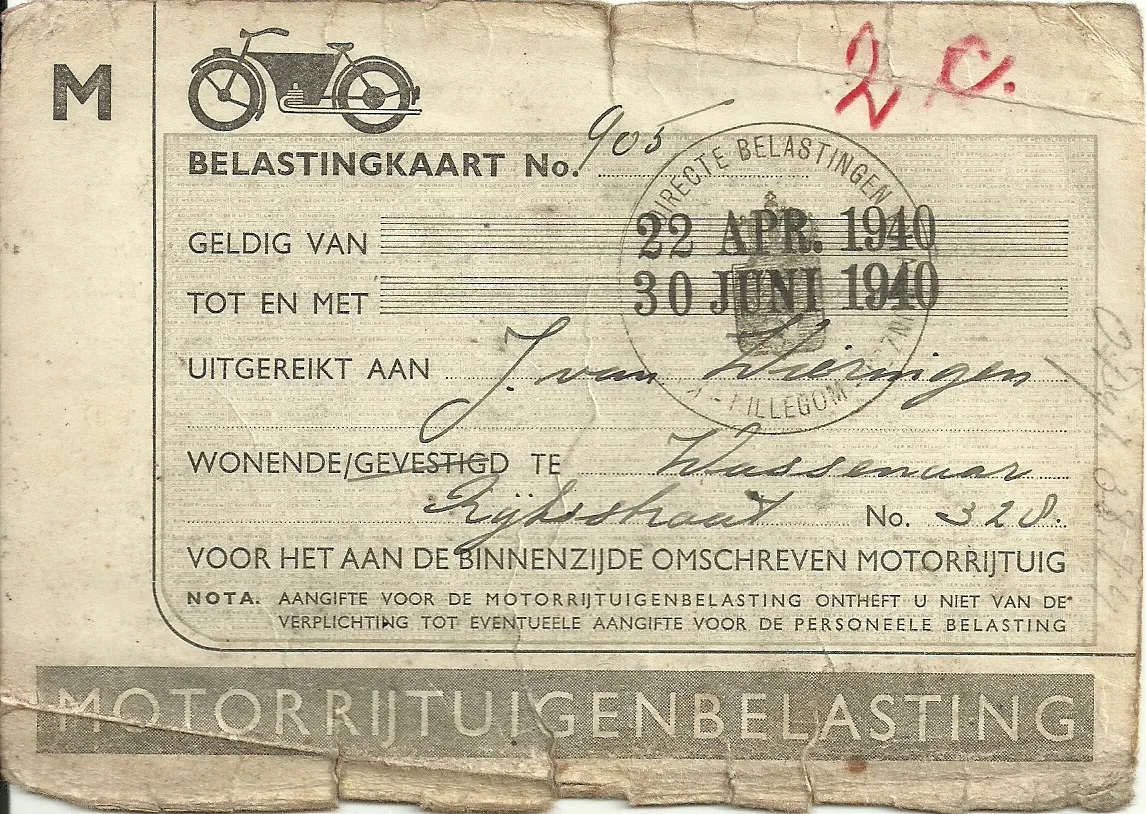 M
2 c.
BELASTINGKAART No. 905
DIRECTE BELASTINGEN
GELDIG VAN 22 APR. 1940
TOT EN MET 30 JUNI 1940
HILLEGOM
UITGEREIKT AAN J. van Wieringen
WONENDE/GEVESTIGD TE Wassenaar
Rijksstraat No. 328.
VOOR HET AAN DE BINNENZIJDE OMSCHREVEN MOTORRIJTUIG
NOTA. AANGIFTE VOOR DE MOTORRIJTUIGENBELASTING ONTHEFT U NIET VAN DE
VERPLICHTING TOT EVENTUEELE AANGIFTE VOOR DE PERSONEELE BELASTING
MOTORRIJTUIGENBELASTING